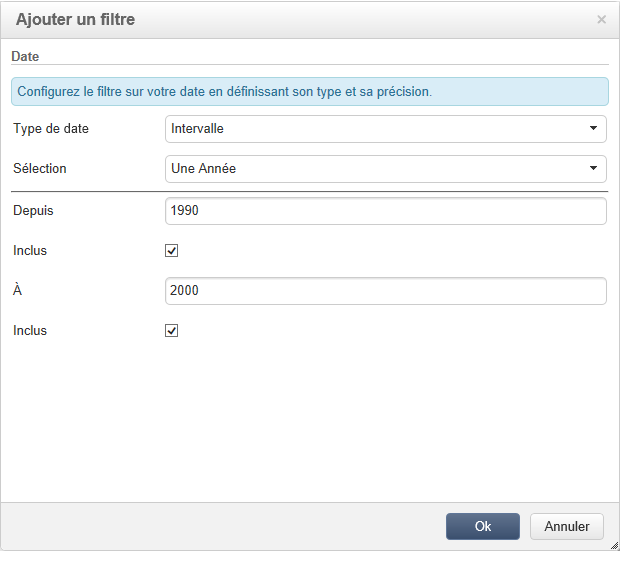 Ajouter un filtre ×
Date
Configurez le filtre sur votre date en définissant son type et sa précision.
Type de date Intervalle
Sélection Une Année
Depuis 1990
Inclus
À 2000
Inclus
Ok Annuler